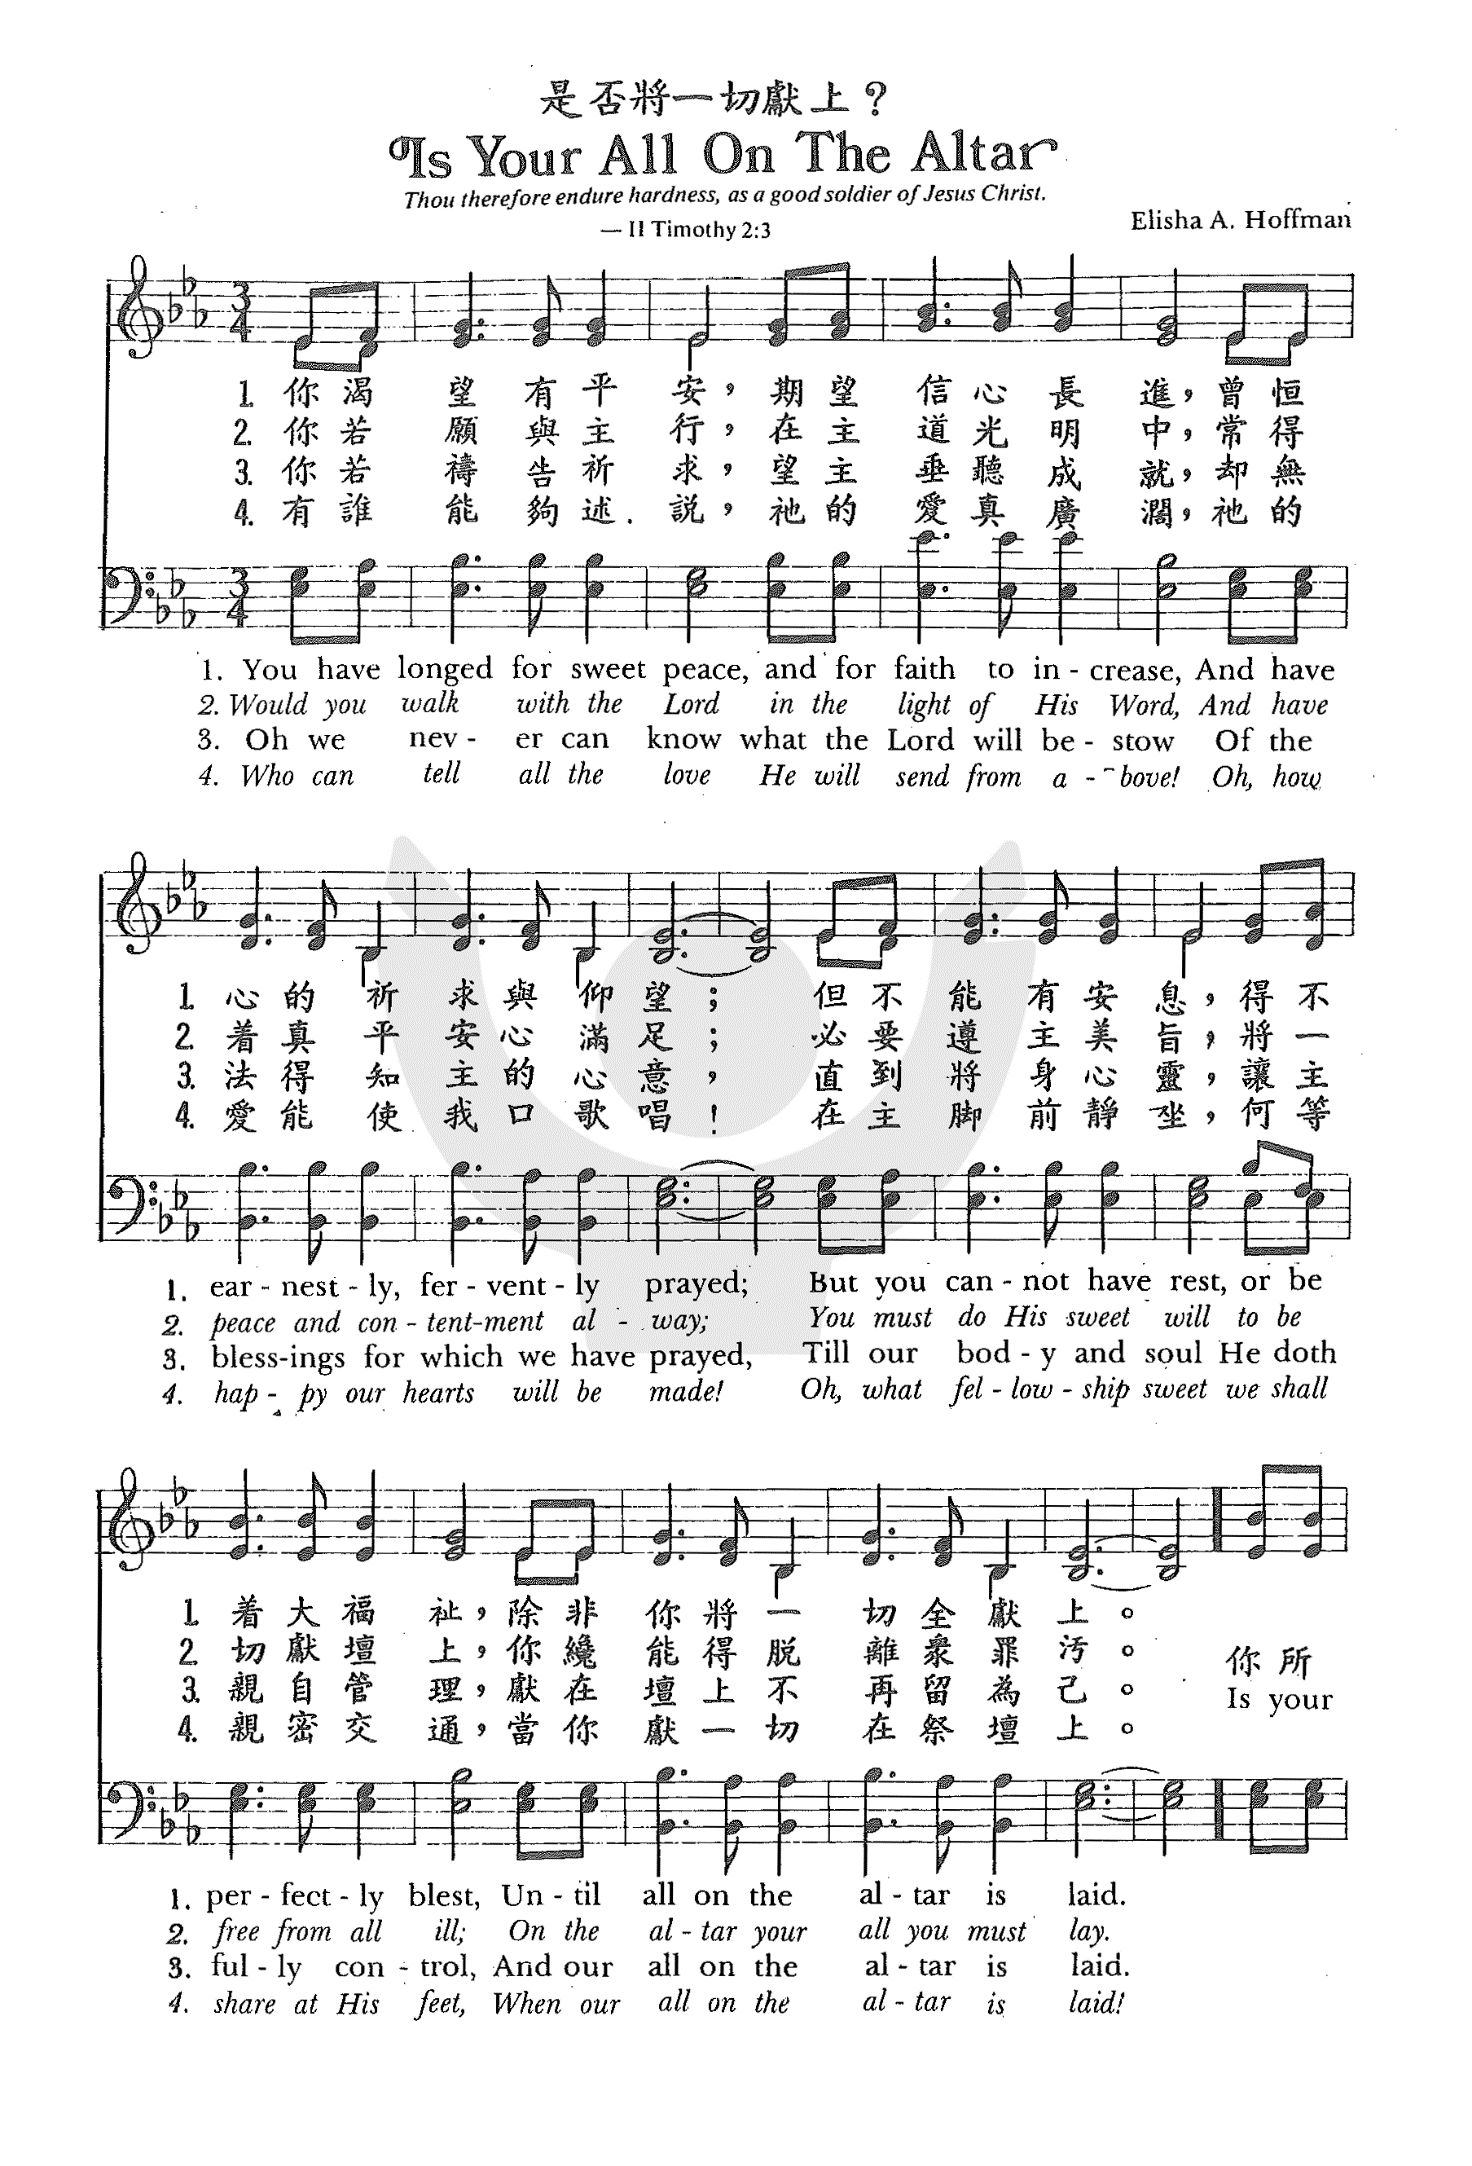 是否將一切獻上？
Is Your All On The Altar
Thou therefore endure hardness, as a good soldier of Jesus Christ.
— II Timothy 2:3
Elisha A. Hoffman
3 4
1. 你渴望有平安，期望信心長進，曾恒
2. 你若願與主行，在主道光明中，常得
3. 你若禱告祈求，望主垂聽成就，却無
4. 有誰能夠述說，祂的愛真廣濶，祂的
3 4
1. You have longed for sweet peace, and for faith to in - crease, And have
2. Would you walk with the Lord in the light of His Word, And have
3. Oh we nev - er can know what the Lord will be - stow Of the
4. Who can tell all the love He will send from a - bove! Oh, how
1. 心的祈求與仰望；但不能有安息，得不
2. 着真平安心滿足；必要遵主美旨，將一
3. 法得知主的心意，直到將身心靈，讓主
4. 愛能使我口歌唱！在主脚前靜坐，何等
1. ear - nest - ly, fer - vent - ly prayed; But you can - not have rest, or be
2. peace and con - tent-ment al - way; You must do His sweet will to be
3. bless-ings for which we have prayed, Till our bod - y and soul He doth
4. hap - py our hearts will be made! Oh, what fel - low - ship sweet we shall
1. 着大福祉，除非你將一切全獻上。
2. 切獻壇上，你纔能得脫離衆罪汚。
3. 親自管理，獻在壇上不再留為己。
4. 親密交通，當你獻一切在祭壇上。
你所
Is your
1. per - fect - ly blest, Un - til all on the al - tar is laid.
2. free from all ill; On the al - tar your all you must lay.
3. ful - ly con - trol, And our all on the al - tar is laid.
4. share at His feet, When our all on the al - tar is laid!